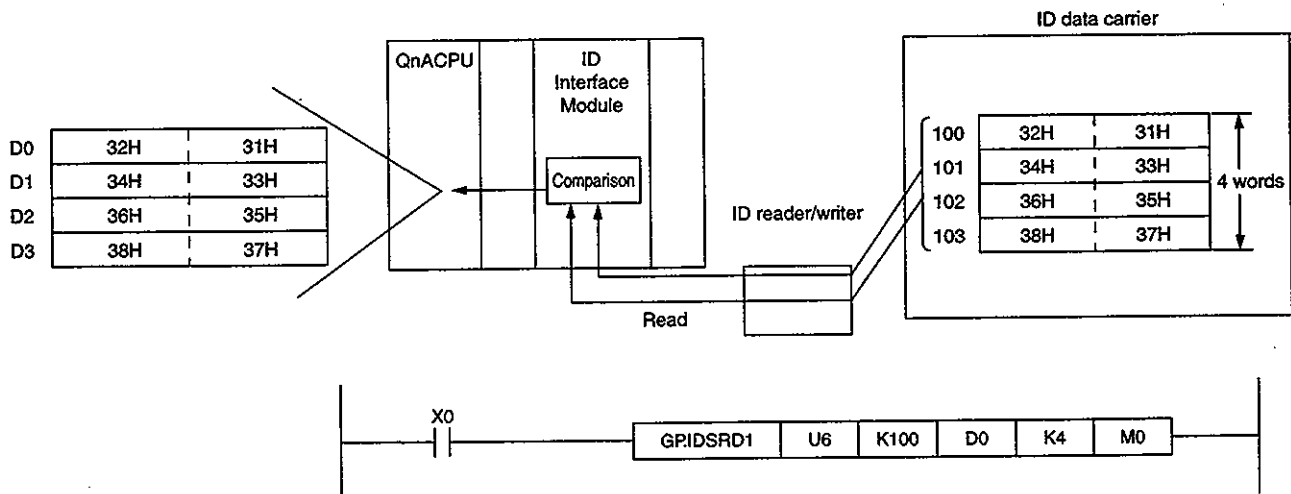 ID data carrier
QnACPU
ID
Interface
Module
D0 32H 31H
D1 34H 33H
D2 36H 35H
D3 38H 37H
Comparison
100 32H 31H
101 34H 33H
102 36H 35H
103 38H 37H
4 words
ID reader/writer
Read
X0
GP.IDSRD1 U6 K100 D0 K4 M0